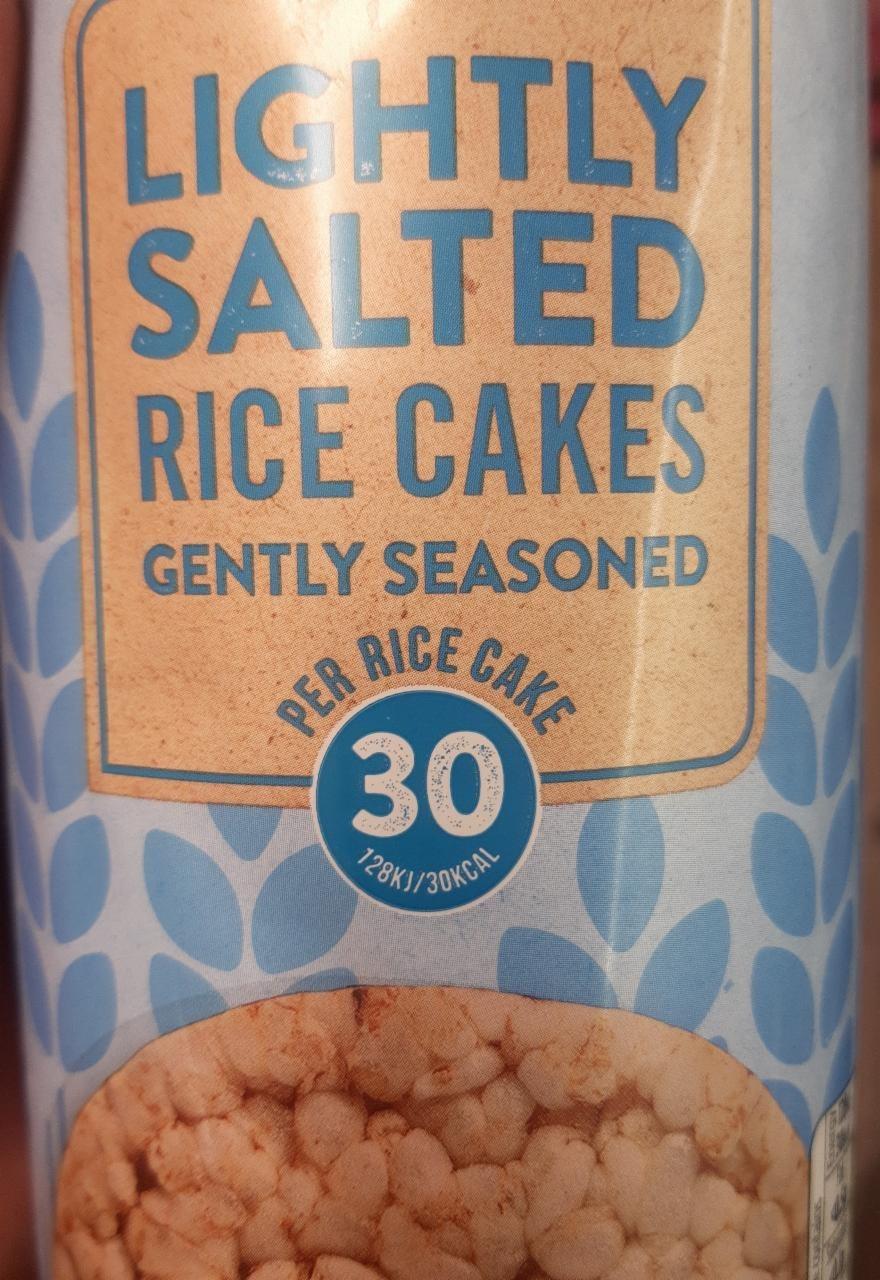 LIGHTLY
SALTED
RICE CAKES
GENTLY SEASONED
PER RICE CAKE
30
128KJ/30KCAL